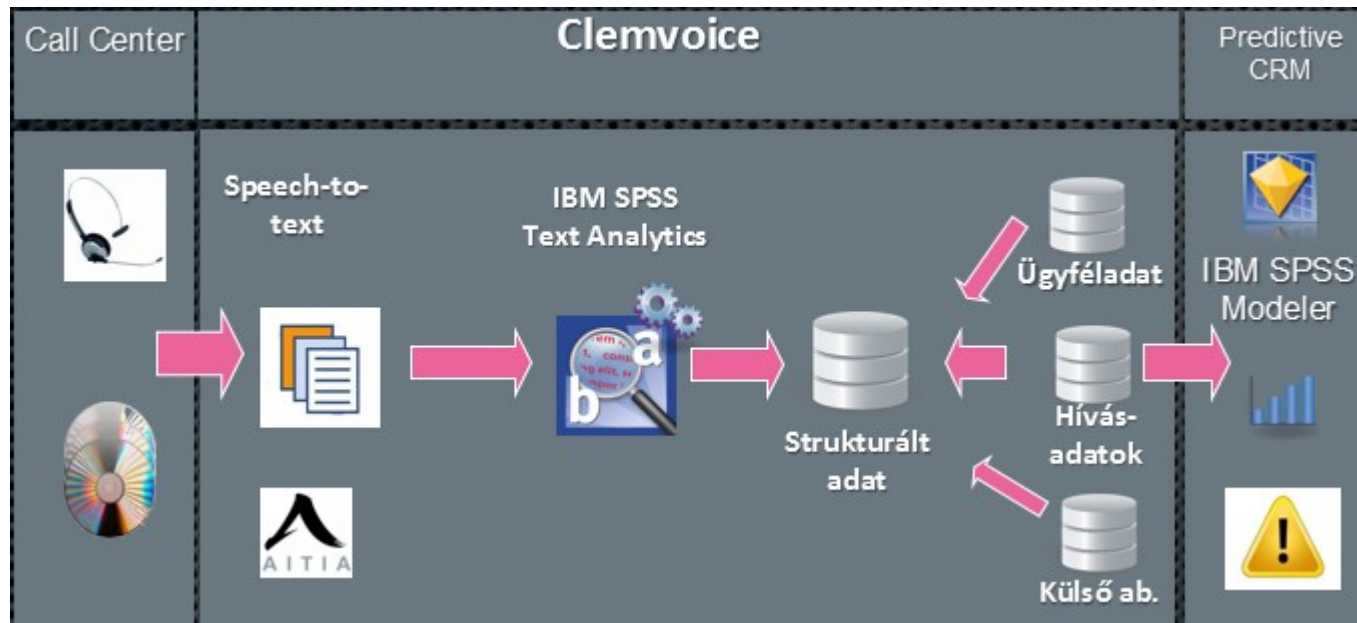 Call Center
Clemvoice
Predictive
CRM
Speech-to-
text
IBM SPSS
Text Analytics
a
b
AITIA
Strukturált
adat
Ügyféladat
Hívás-
adatok
Külső ab.
IBM SPSS
Modeler
!